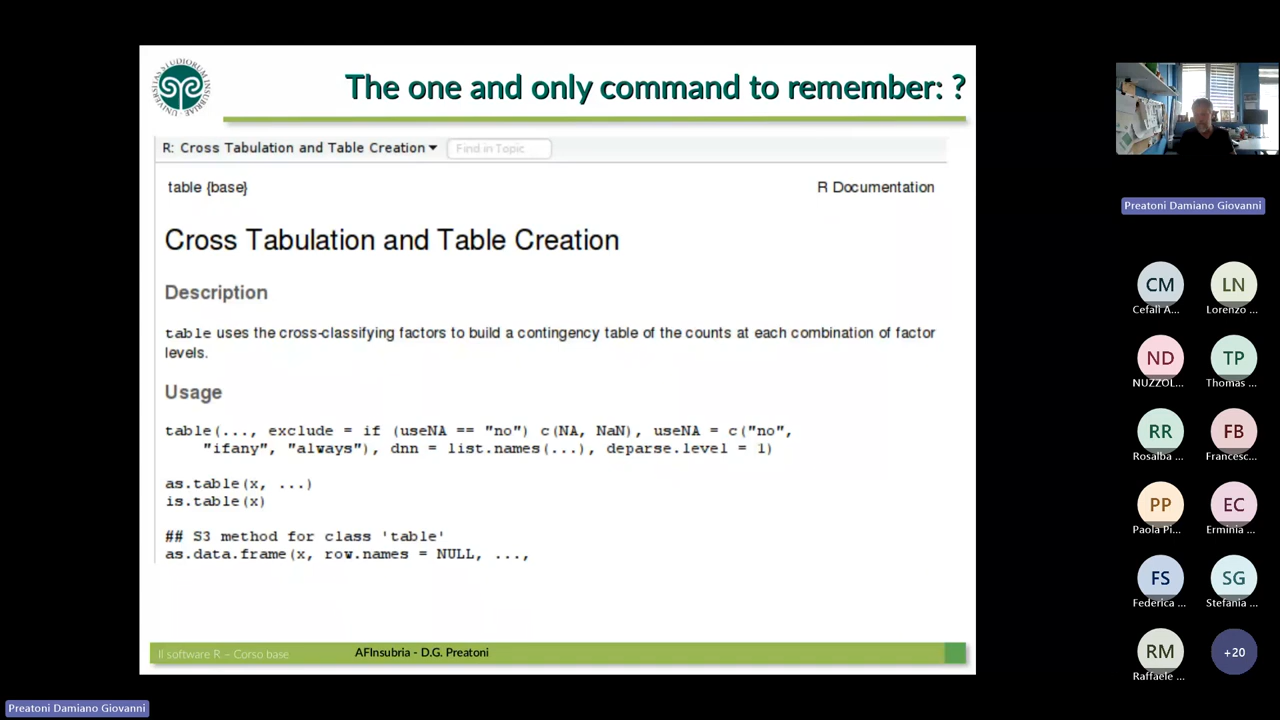 The one and only command to remember: ?
R: Cross Tabulation and Table Creation
Find in Topic
table {base}
R Documentation
Cross Tabulation and Table Creation
Description
table uses the cross-classifying factors to build a contingency table of the counts at each combination of factor
levels.
Usage
table(..., exclude = if (useNA == "no") c(NA, NaN), useNA = c("no",
"ifany", "always"), dnn = list.names(...), deparse.level = 1)
as.table(x, ...)
is.table(x)
## S3 method for class 'table'
as.data.frame(x, row.names = NULL, ...,
Il software R – Corso base
AFInsubria - D.G. Preatoni
Preatoni Damiano Giovanni
CM
LN
Cefalì A...
Lorenzo ...
ND
TP
NUZZOL...
Thomas ...
RR
FB
Rosalba ...
Francesc...
PP
EC
Paola Pi...
Erminia ...
FS
SG
Federica ...
Stefania ...
RM
+20
Raffaele ...
Preatoni Damiano Giovanni